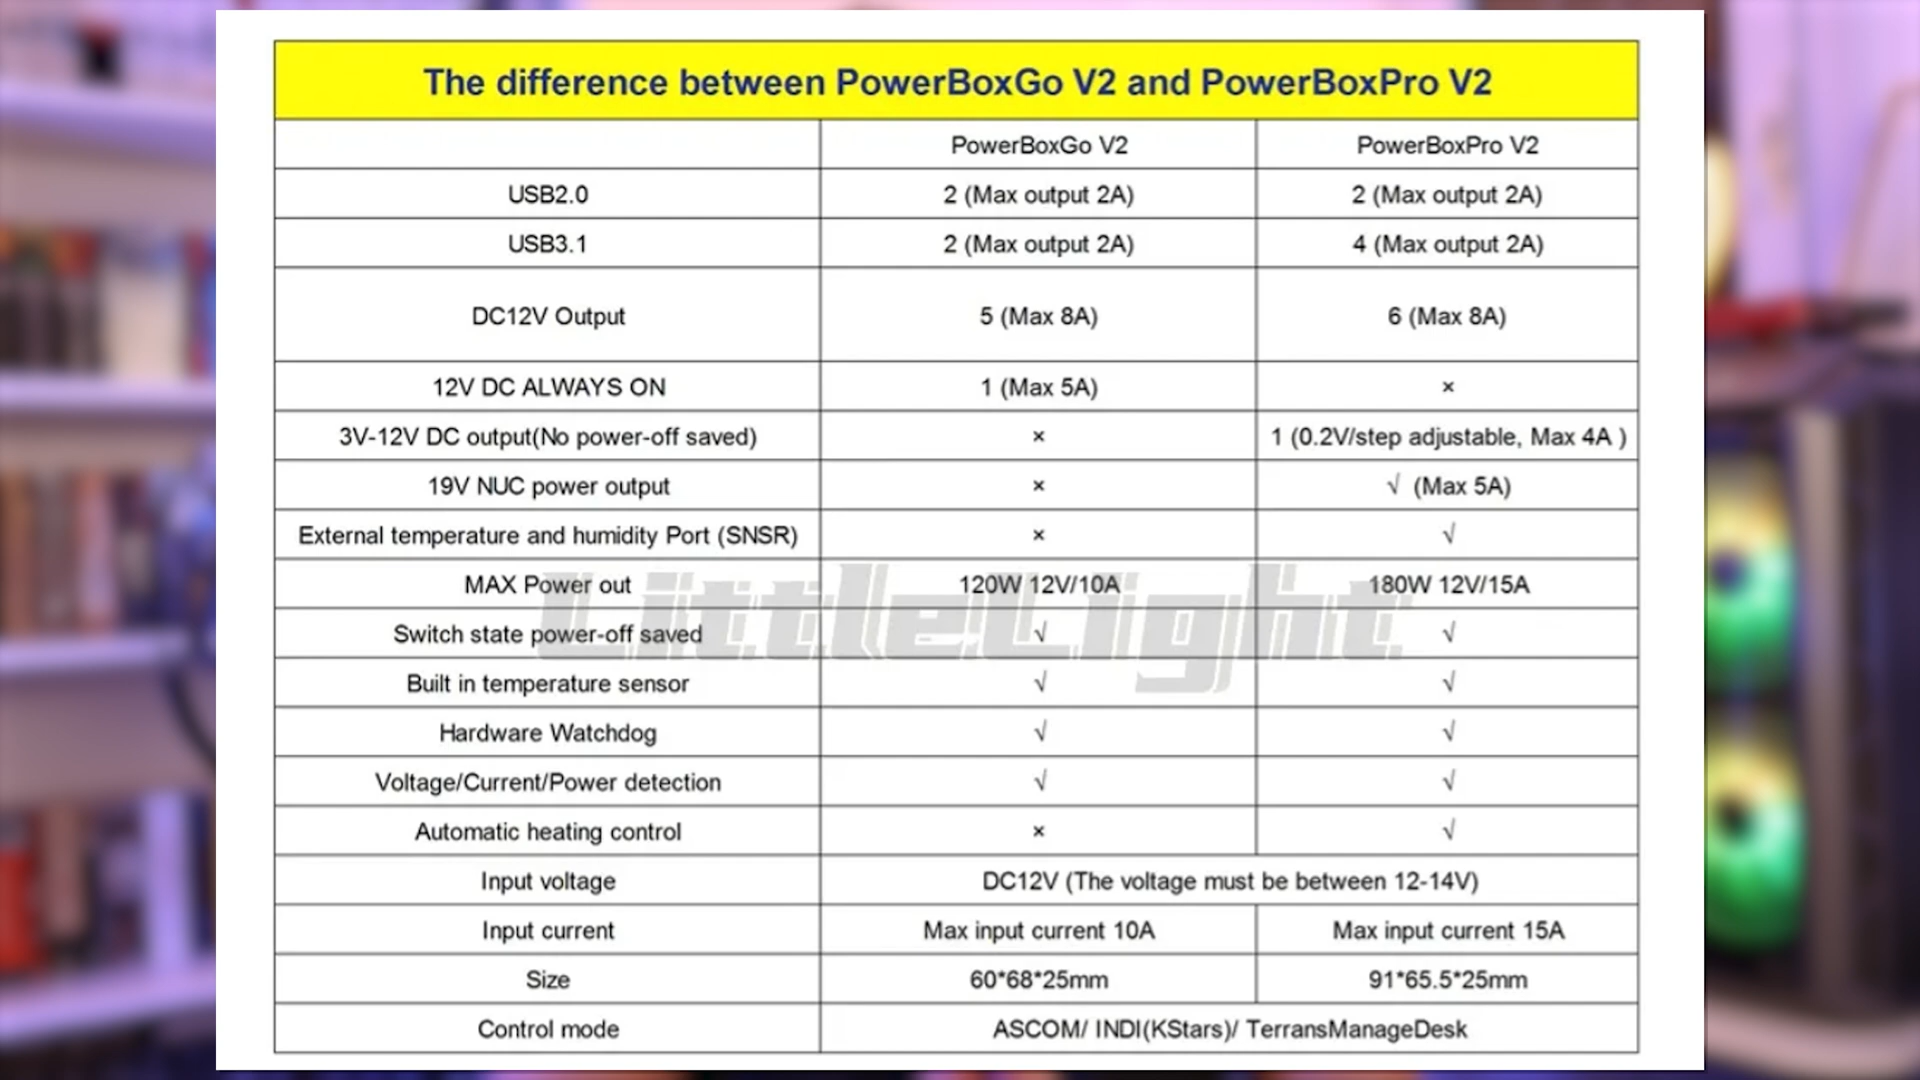 The difference between PowerBoxGo V2 and PowerBoxPro V2
PowerBoxGo V2 PowerBoxPro V2
USB2.0 2 (Max output 2A) 2 (Max output 2A)
USB3.1 2 (Max output 2A) 4 (Max output 2A)
DC12V Output 5 (Max 8A) 6 (Max 8A)
12V DC ALWAYS ON 1 (Max 5A) ×
3V-12V DC output(No power-off saved) × 1 (0.2V/step adjustable, Max 4A )
19V NUC power output × √ (Max 5A)
External temperature and humidity Port (SNSR) × √
MAX Power out 120W 12V/10A 180W 12V/15A
LittleLight
Switch state power-off saved √ √
Built in temperature sensor √ √
Hardware Watchdog √ √
Voltage/Current/Power detection √ √
Automatic heating control × √
Input voltage DC12V (The voltage must be between 12-14V)
Input current Max input current 10A Max input current 15A
Size 60*68*25mm 91*65.5*25mm
Control mode ASCOM/ INDI(KStars)/ TerransManageDesk